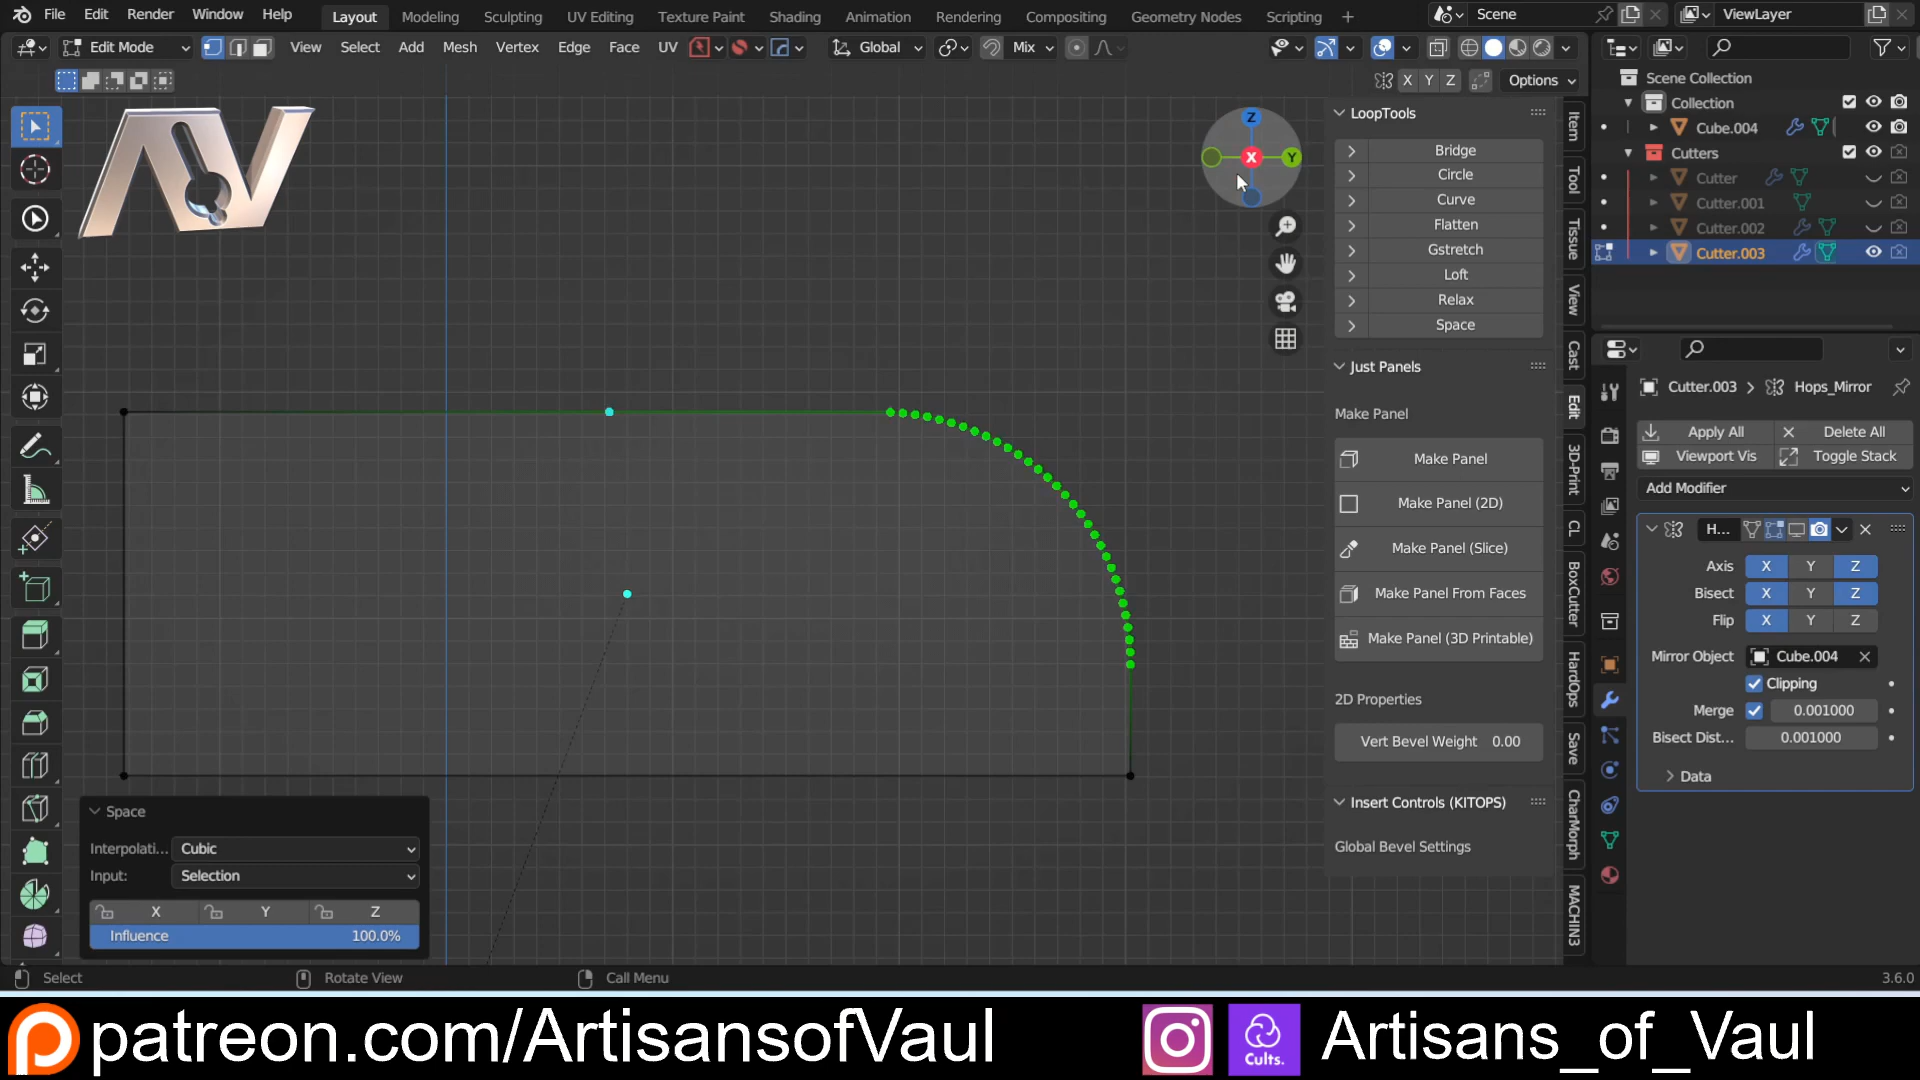 File Edit Render Window Help Layout Modeling Sculpting UV Editing Texture Paint Shading Animation Rendering Compositing Geometry Nodes Scripting + Scene ViewLayer
Edit Mode View Select Add Mesh Vertex Edge Face UV Global Mix
X Y Z Options
AV
Z
X
Y
LoopTools
Bridge
Circle
Curve
Flatten
Gstretch
Loft
Relax
Space
Just Panels
Make Panel
Make Panel
Make Panel (2D)
Make Panel (Slice)
Make Panel From Faces
Make Panel (3D Printable)
2D Properties
Vert Bevel Weight 0.00
Insert Controls (KITOPS)
Global Bevel Settings
Item
Tool
Tissue
View
Cast
Edit
3D-Print
CL
BoxCutter
HardOps
Save
CharMorph
MACHIN3
Scene Collection
Collection
Cube.004
Cutters
Cutter
Cutter.001
Cutter.002
Cutter.003
Cutter.003 Hops_Mirror
Apply All Delete All
Viewport Vis Toggle Stack
Add Modifier
H...
Axis X Y Z
Bisect X Y Z
Flip X Y Z
Mirror Object Cube.004
Clipping
Merge 0.001000
Bisect Dist... 0.001000
Data
Space
Interpolati... Cubic
Input: Selection
X Y Z
Influence 100.0%
Select Rotate View Call Menu 3.6.0
patreon.com/ArtisansofVaul Cults. Artisans_of_Vaul